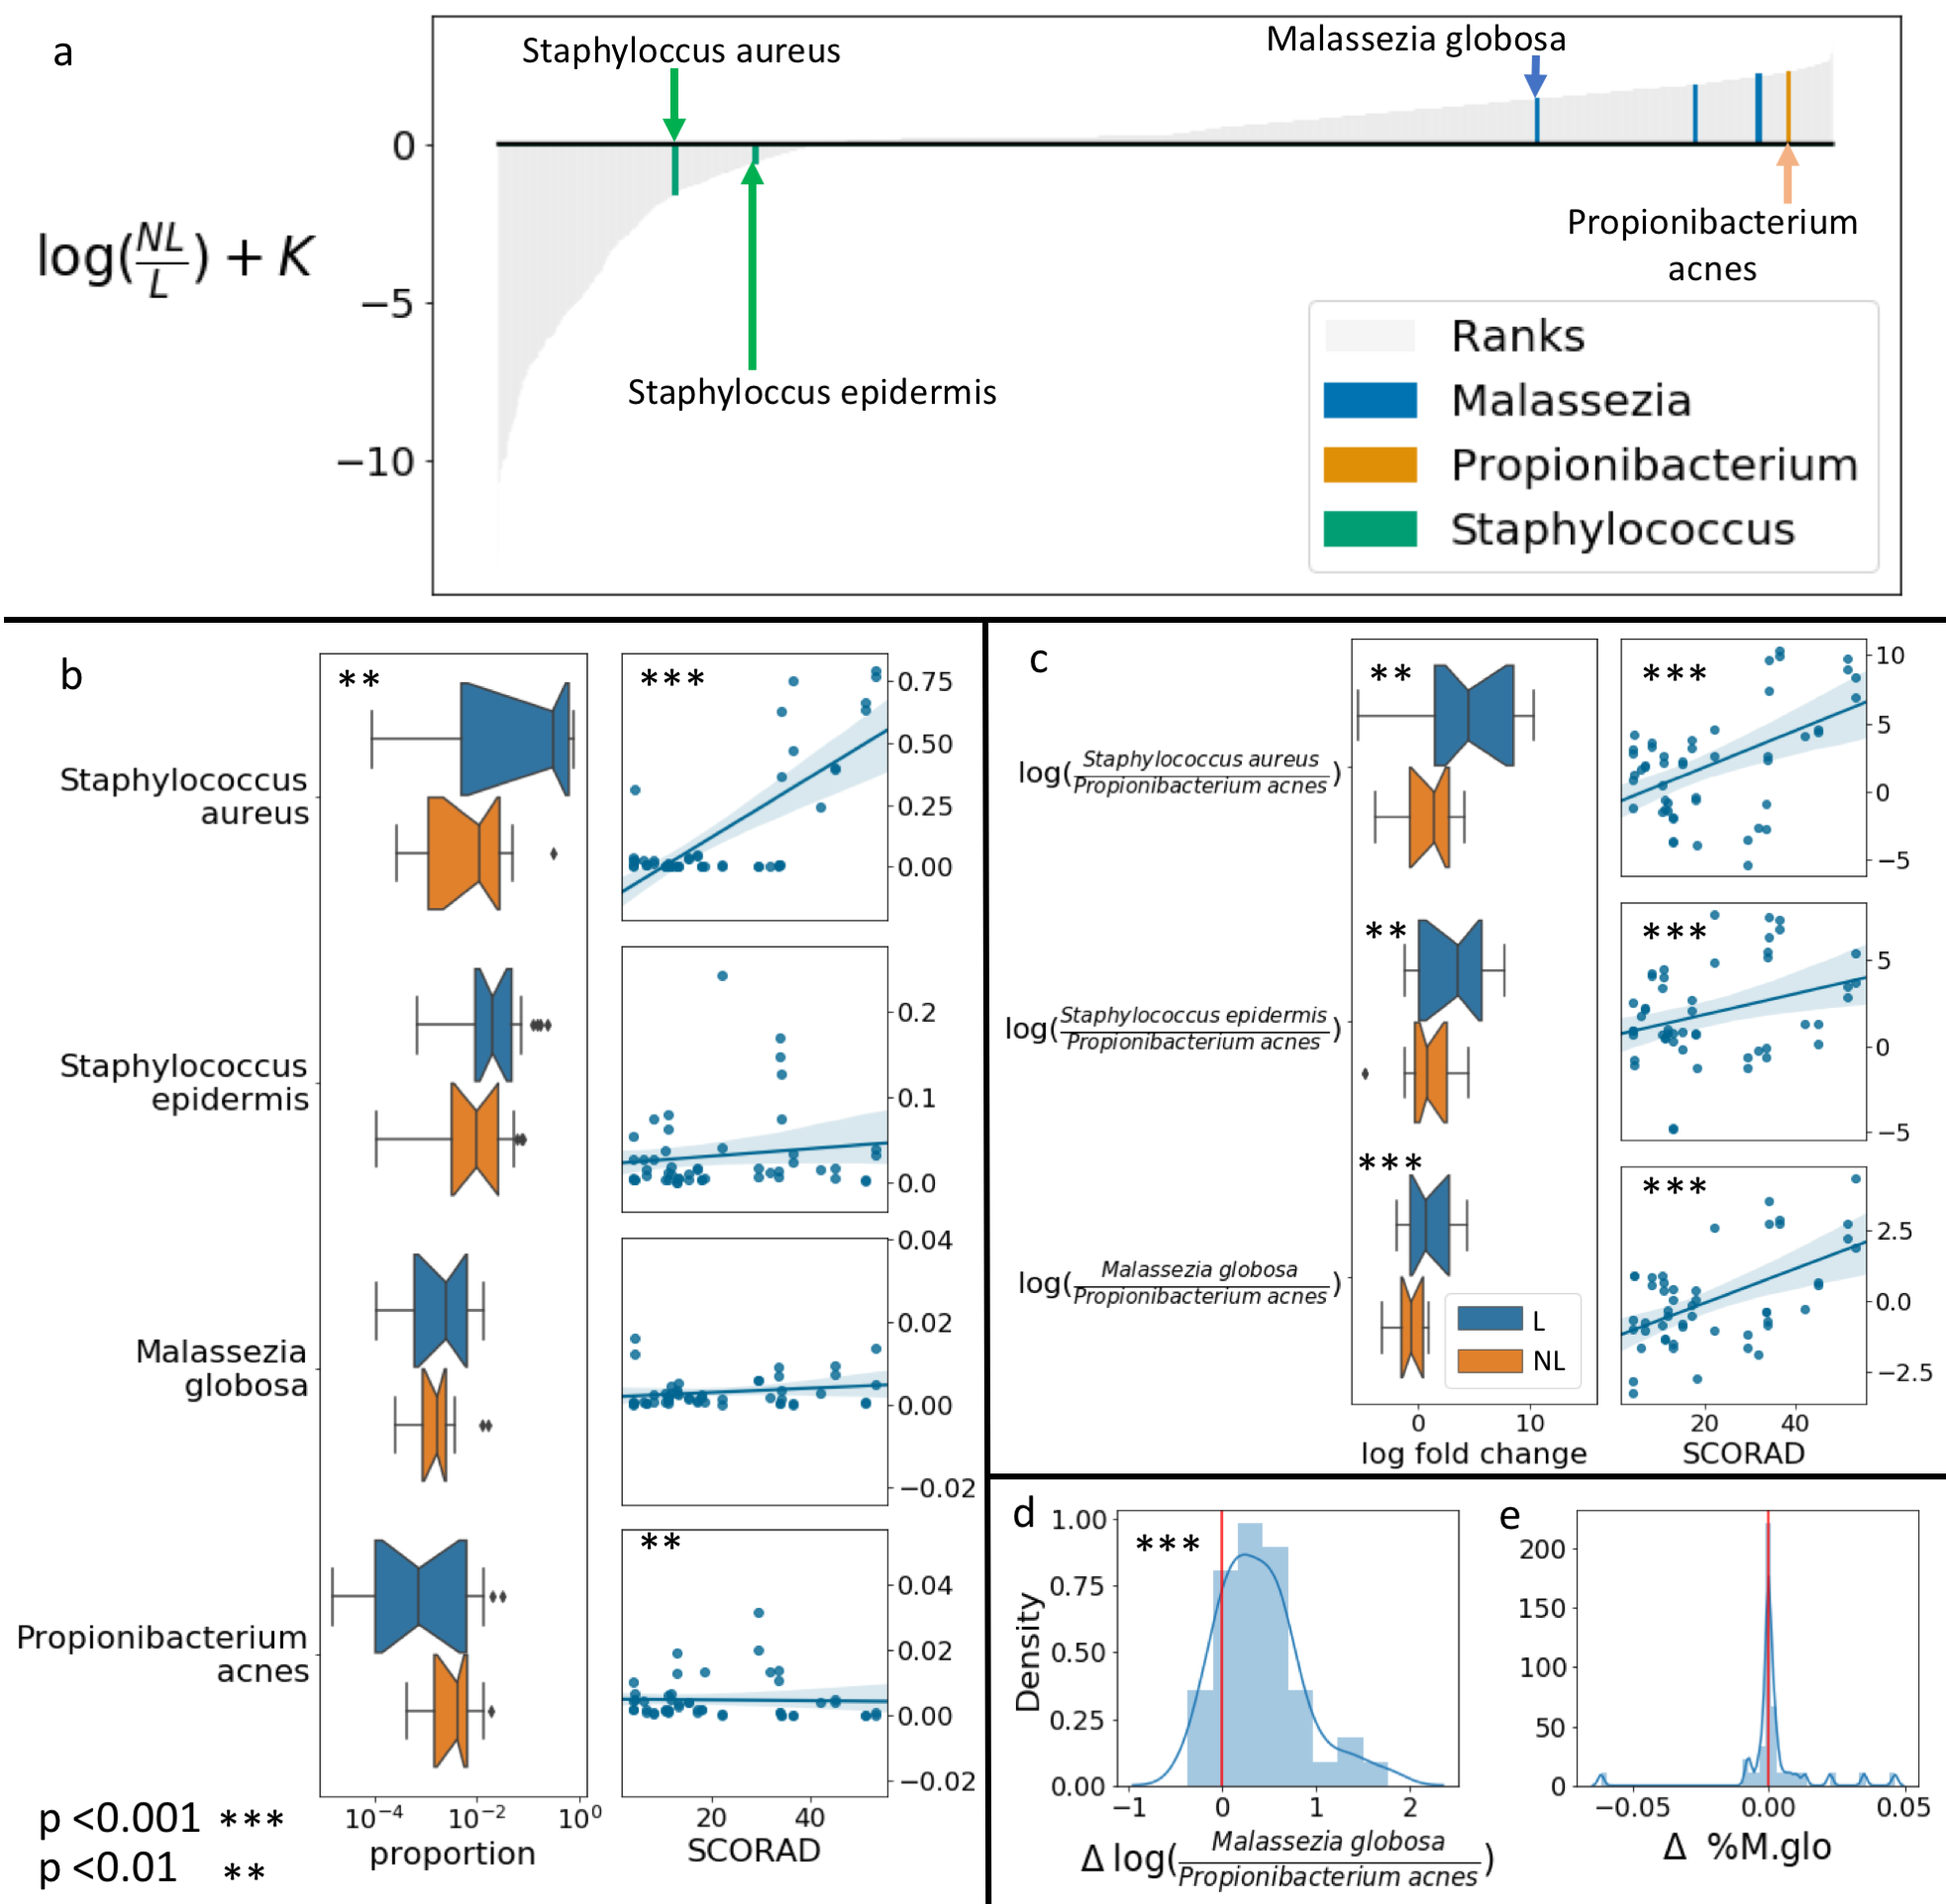 a
Staphyloccus aureus
Malassezia globosa
0
−5
−10
log(NL/L) + K
Staphyloccus epidermis
Propionibacterium
acnes
Ranks
Malassezia
Propionibacterium
Staphylococcus
b
**
***
Staphylococcus
aureus
0.75
0.50
0.25
0.00
Staphylococcus
epidermis
0.2
0.1
0.0
Malassezia
globosa
0.04
0.02
0.00
−0.02
Propionibacterium
acnes
**
0.04
0.02
0.00
−0.02
10⁻⁴ 10⁻² 10⁰
proportion
20 40
SCORAD
p <0.001 ***
p <0.01 **
c
**
***
log(Staphylococcus aureus/Propionibacterium acnes)
10
5
0
−5
**
***
log(Staphylococcus epidermis/Propionibacterium acnes)
5
0
−5
***
***
log(Malassezia globosa/Propionibacterium acnes)
L
NL
2.5
0.0
−2.5
0 10
log fold change
20 40
SCORAD
d
***
1.00
0.75
0.50
0.25
0.00
Density
−1 0 1 2
Δ log(Malassezia globosa/Propionibacterium acnes)
e
200
150
100
50
0
−0.05 0.00 0.05
Δ %M.glo